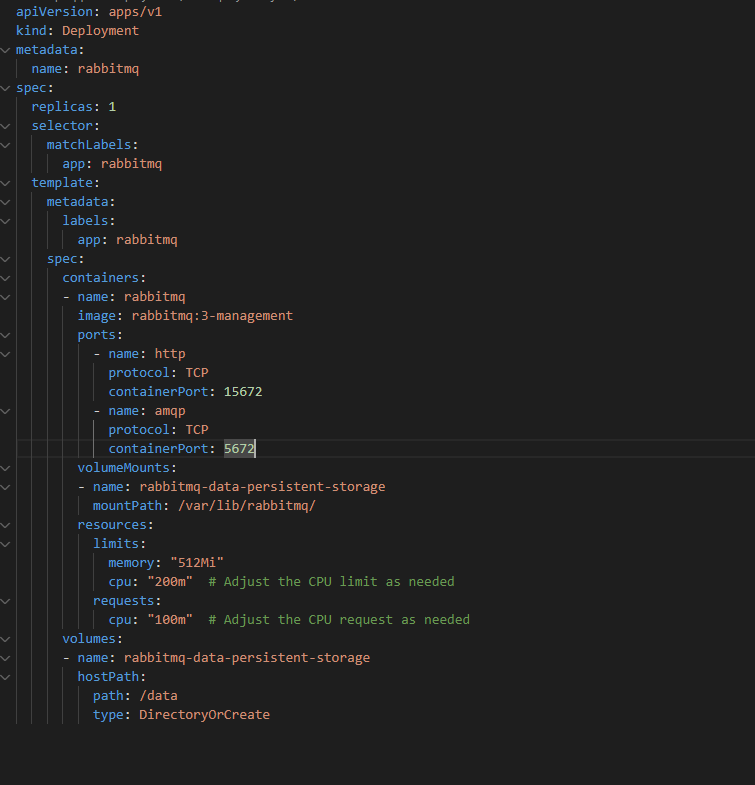 apiVersion: apps/v1
kind: Deployment
metadata:
  name: rabbitmq
spec:
  replicas: 1
  selector:
    matchLabels:
      app: rabbitmq
  template:
    metadata:
      labels:
        app: rabbitmq
    spec:
      containers:
      - name: rabbitmq
        image: rabbitmq:3-management
        ports:
          - name: http
            protocol: TCP
            containerPort: 15672
          - name: amqp
            protocol: TCP
            containerPort: 5672
        volumeMounts:
        - name: rabbitmq-data-persistent-storage
          mountPath: /var/lib/rabbitmq/
        resources:
          limits:
            memory: "512Mi"
            cpu: "200m"  # Adjust the CPU limit as needed
          requests:
            cpu: "100m"  # Adjust the CPU request as needed
      volumes:
      - name: rabbitmq-data-persistent-storage
        hostPath:
          path: /data
          type: DirectoryOrCreate